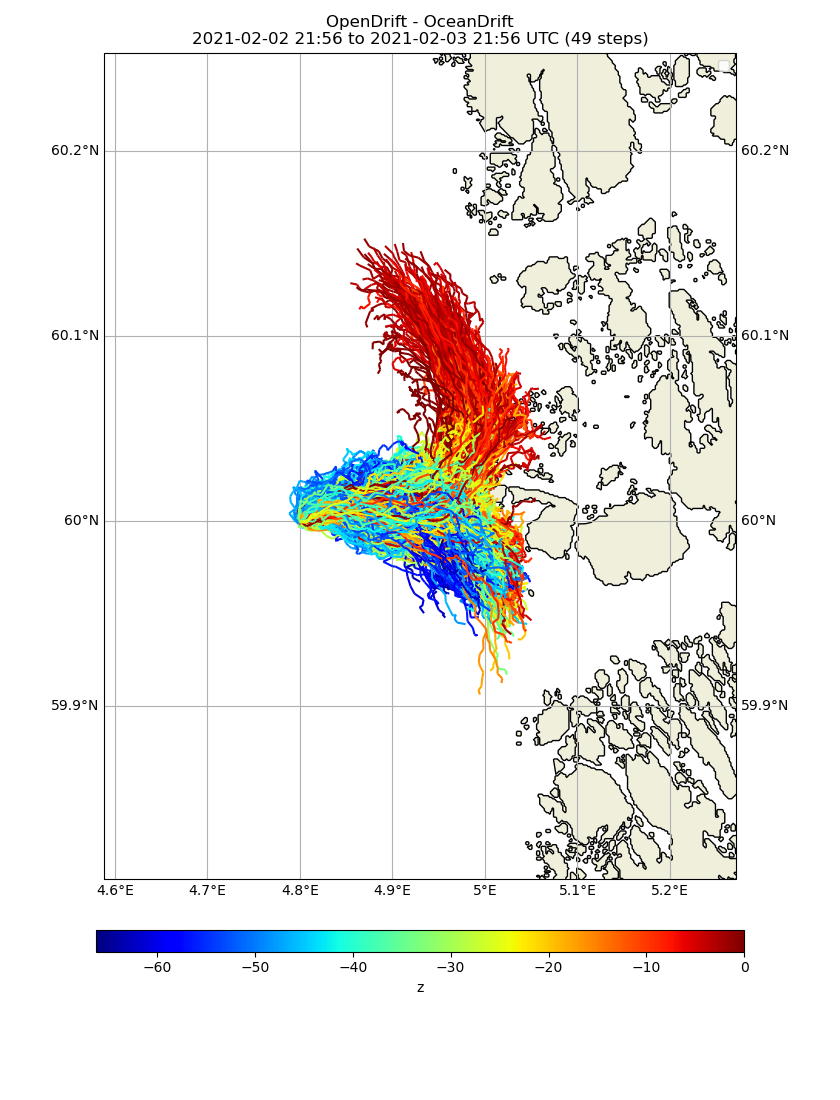 OpenDrift - OceanDrift
2021-02-02 21:56 to 2021-02-03 21:56 UTC (49 steps)
60.2°N 60.2°N
60.1°N 60.1°N
60°N 60°N
59.9°N 59.9°N
4.6°E 4.7°E 4.8°E 4.9°E 5°E 5.1°E 5.2°E
−60 −50 −40 −30 −20 −10 0
z